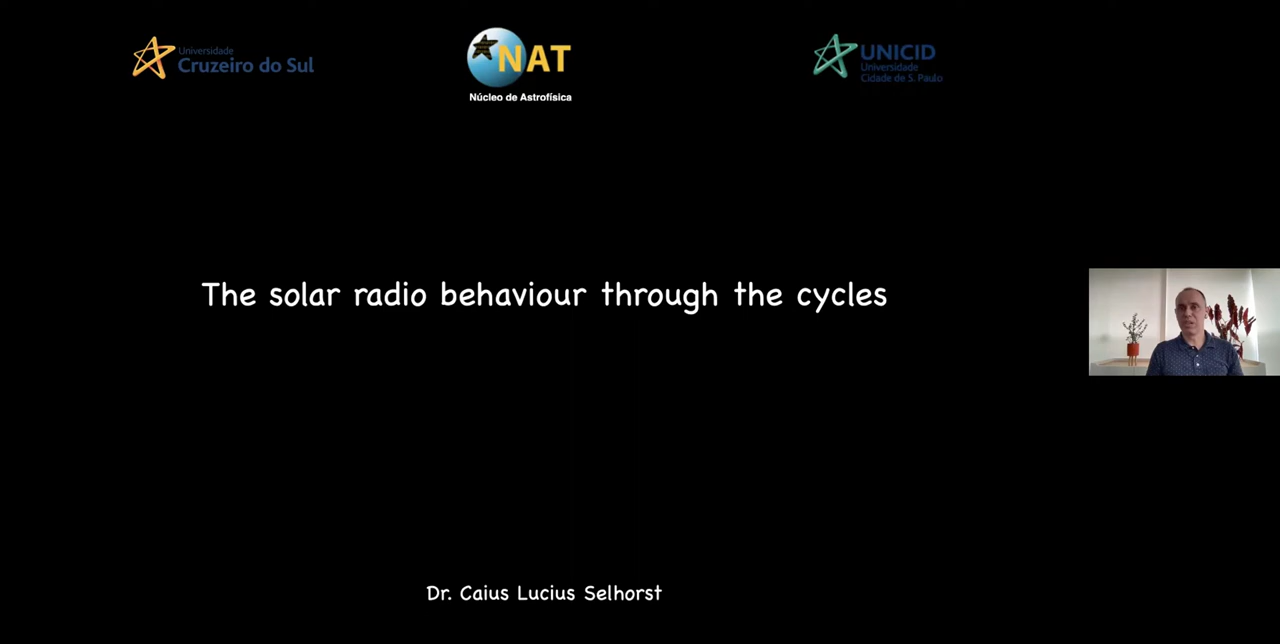 Universidade
Cruzeiro do Sul
NAT
Núcleo de Astrofísica
UNICID
Universidade
Cidade de S. Paulo
The solar radio behaviour through the cycles
Dr. Caius Lucius Selhorst